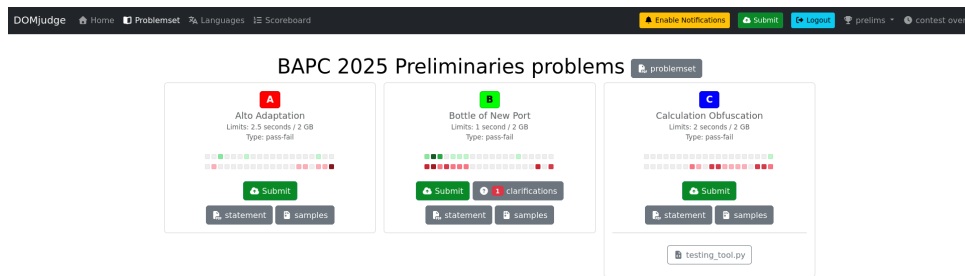 DOMjudge Home Problemset Languages Scoreboard Enable Notifications Submit Logout prelims contest over
BAPC 2025 Preliminaries problems problemset
A B C
Alto Adaptation Bottle of New Port Calculation Obfuscation
Limits: 2.5 seconds / 2 GB Limits: 1 second / 2 GB Limits: 2 seconds / 2 GB
Type: pass-fail Type: pass-fail Type: pass-fail
Submit Submit 1 clarifications Submit
statement samples statement samples statement samples
testing_tool.py